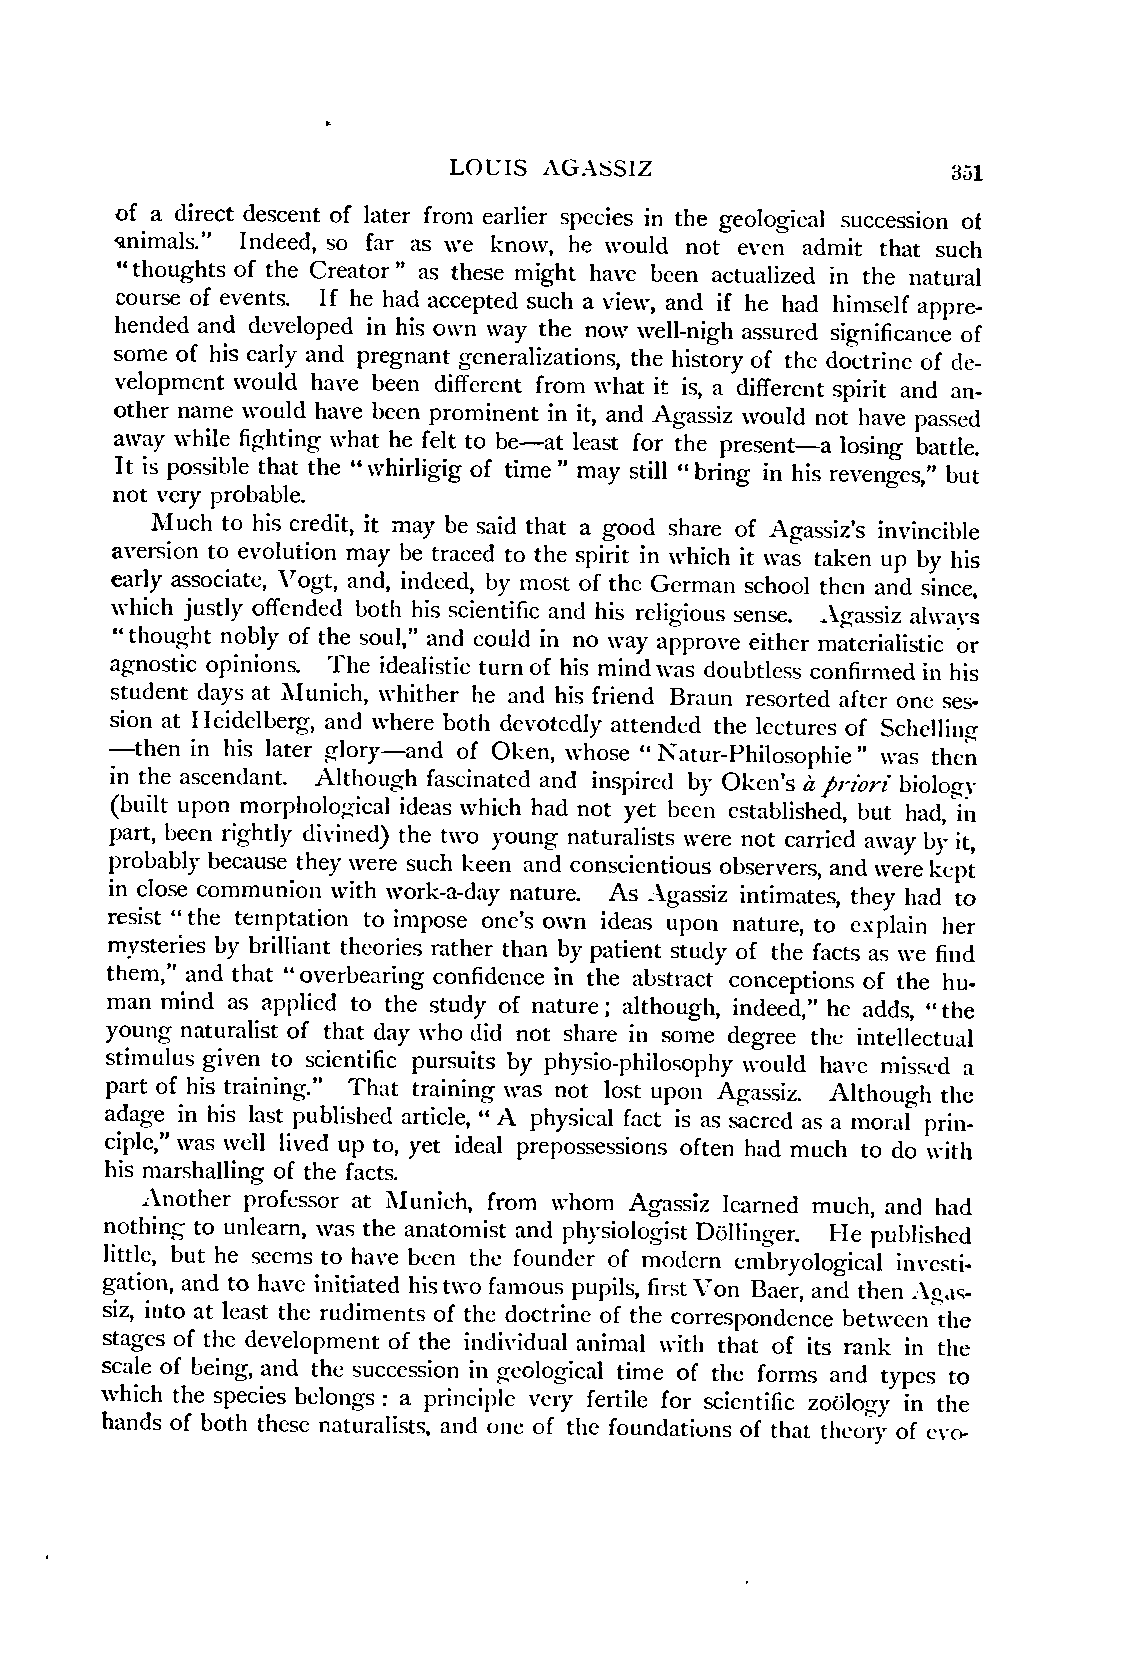 LOUIS AGASSIZ 351
of a direct descent of later from earlier species in the geological succession of
animals." Indeed, so far as we know, he would not even admit that such
"thoughts of the Creator" as these might have been actualized in the natural
course of events. If he had accepted such a view, and if he had himself appre-
hended and developed in his own way the now well-nigh assured significance of
some of his early and pregnant generalizations, the history of the doctrine of de-
velopment would have been different from what it is, a different spirit and an-
other name would have been prominent in it, and Agassiz would not have passed
away while fighting what he felt to be—at least for the present—a losing battle.
It is possible that the "whirligig of time" may still "bring in his revenges," but
not very probable.
Much to his credit, it may be said that a good share of Agassiz's invincible
aversion to evolution may be traced to the spirit in which it was taken up by his
early associate, Vogt, and, indeed, by most of the German school then and since,
which justly offended both his scientific and his religious sense. Agassiz always
"thought nobly of the soul," and could in no way approve either materialistic or
agnostic opinions. The idealistic turn of his mind was doubtless confirmed in his
student days at Munich, whither he and his friend Braun resorted after one ses-
sion at Heidelberg, and where both devotedly attended the lectures of Schelling
—then in his later glory—and of Oken, whose "Natur-Philosophie" was then
in the ascendant. Although fascinated and inspired by Oken's à priori biology
(built upon morphological ideas which had not yet been established, but had, in
part, been rightly divined) the two young naturalists were not carried away by it,
probably because they were such keen and conscientious observers, and were kept
in close communion with work-a-day nature. As Agassiz intimates, they had to
resist "the temptation to impose one's own ideas upon nature, to explain her
mysteries by brilliant theories rather than by patient study of the facts as we find
them," and that "overbearing confidence in the abstract conceptions of the hu-
man mind as applied to the study of nature; although, indeed," he adds, "the
young naturalist of that day who did not share in some degree the intellectual
stimulus given to scientific pursuits by physio-philosophy would have missed a
part of his training." That training was not lost upon Agassiz. Although the
adage in his last published article, "A physical fact is as sacred as a moral prin-
ciple," was well lived up to, yet ideal prepossessions often had much to do with
his marshalling of the facts.
Another professor at Munich, from whom Agassiz learned much, and had
nothing to unlearn, was the anatomist and physiologist Döllinger. He published
little, but he seems to have been the founder of modern embryological investi-
gation, and to have initiated his two famous pupils, first Von Baer, and then Agas-
siz, into at least the rudiments of the doctrine of the correspondence between the
stages of the development of the individual animal with that of its rank in the
scale of being, and the succession in geological time of the forms and types to
which the species belongs: a principle very fertile for scientific zoölogy in the
hands of both these naturalists, and one of the foundations of that theory of evo-